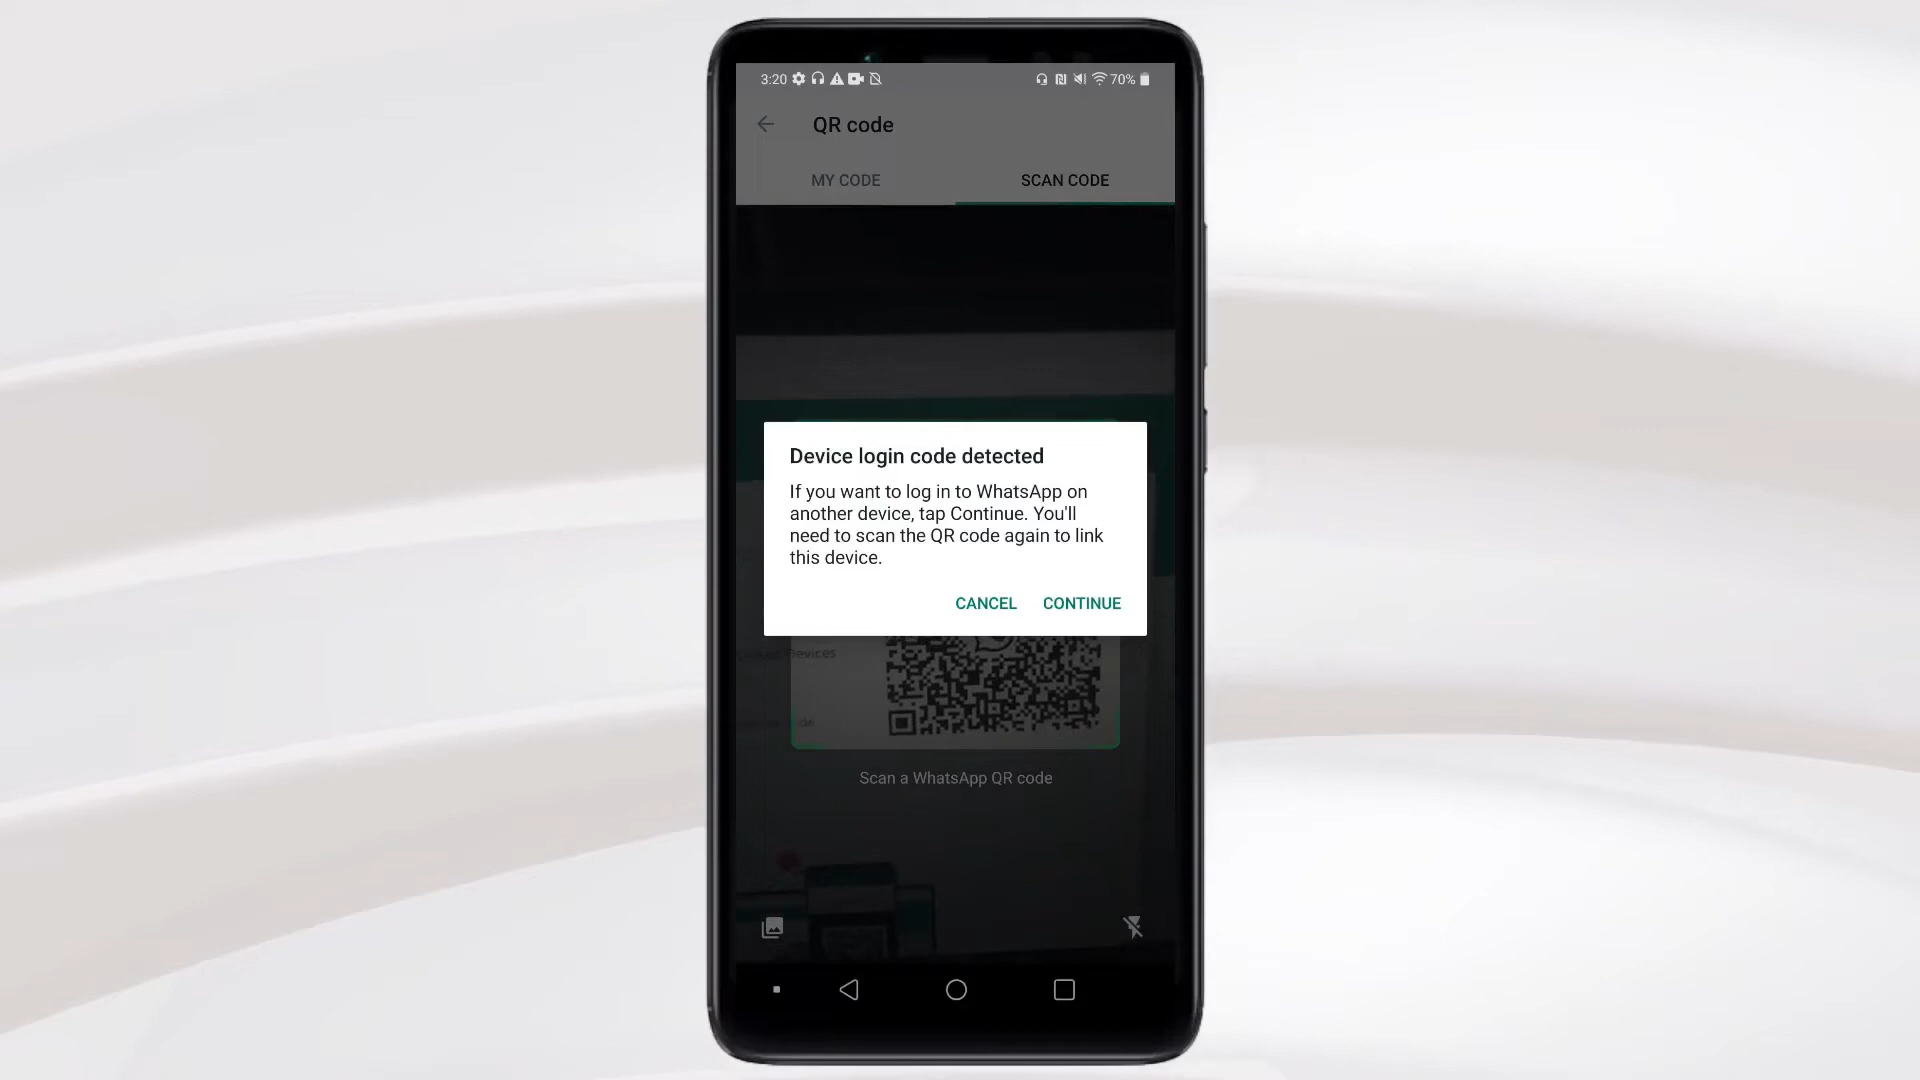 3:20 70%
QR code
MY CODE SCAN CODE
Device login code detected
If you want to log in to WhatsApp on
another device, tap Continue. You'll
need to scan the QR code again to link
this device.
CANCEL CONTINUE
Devices
Scan a WhatsApp QR code